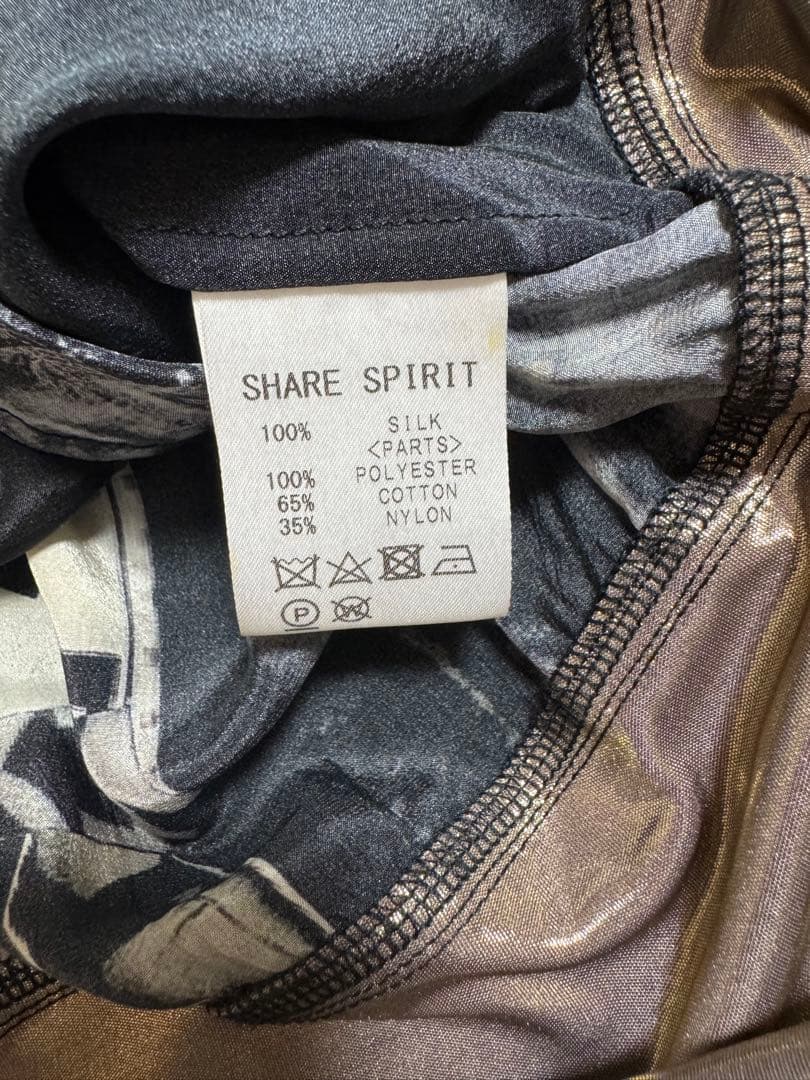 SHARE SPIRIT
100% SILK
<PARTS>
100% POLYESTER
65% COTTON
35% NYLON
P W